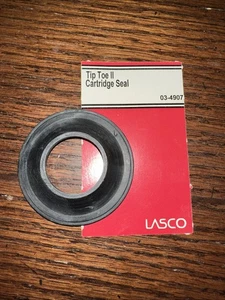 Tip Toe II
Cartridge Seal
03-4907
LASCO